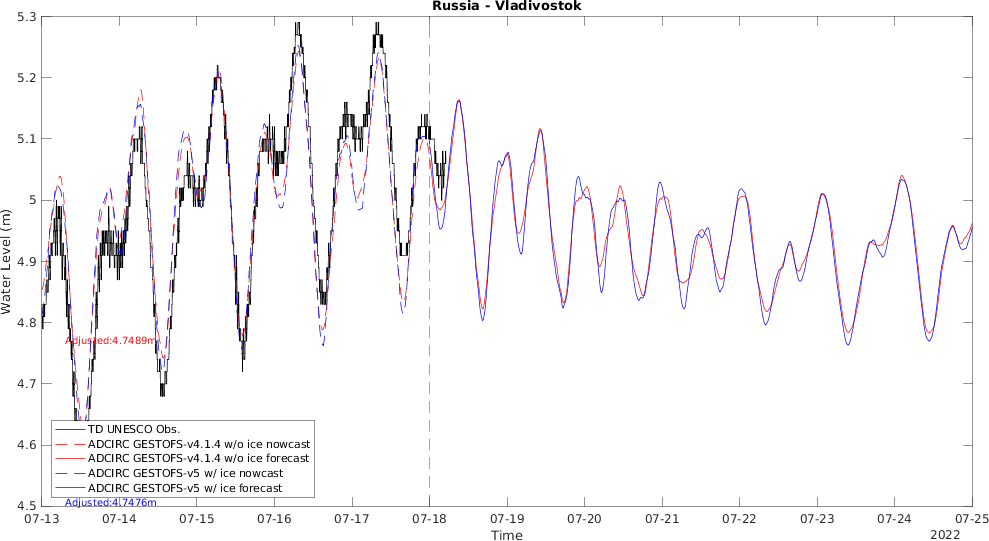 Russia - Vladivostok
5.3
5.2
5.1
5
4.9
4.8
4.7
4.6
4.5
Water Level (m)
Adjusted:4.7489m
TD UNESCO Obs.
ADCIRC GESTOFS-v4.1.4 w/o ice nowcast
ADCIRC GESTOFS-v4.1.4 w/o ice forecast
ADCIRC GESTOFS-v5 w/ ice nowcast
ADCIRC GESTOFS-v5 w/ ice forecast
Adjusted:4.7476m
07-13 07-14 07-15 07-16 07-17 07-18 07-19 07-20 07-21 07-22 07-23 07-24 07-25
Time
2022